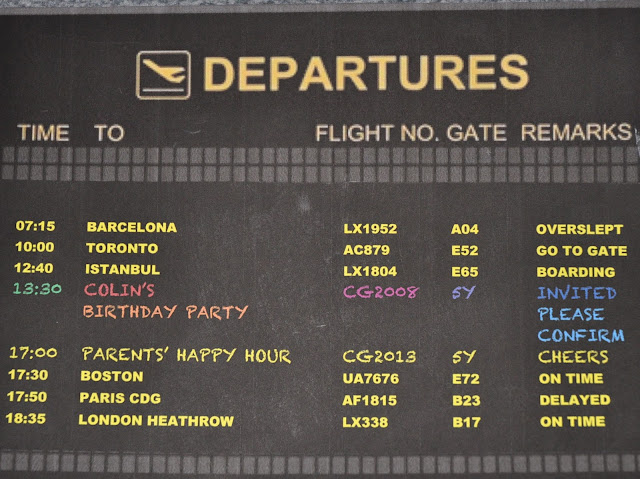 DEPARTURES
TIME TO FLIGHT NO. GATE REMARKS
07:15 BARCELONA LX1952 A04 OVERSLEPT
10:00 TORONTO AC879 E52 GO TO GATE
12:40 ISTANBUL LX1804 E65 BOARDING
13:30 COLIN'S CG2008 5Y INVITED
BIRTHDAY PARTY PLEASE
CONFIRM
17:00 PARENTS' HAPPY HOUR CG2013 5Y CHEERS
17:30 BOSTON UA7676 E72 ON TIME
17:50 PARIS CDG AF1815 B23 DELAYED
18:35 LONDON HEATHROW LX338 B17 ON TIME